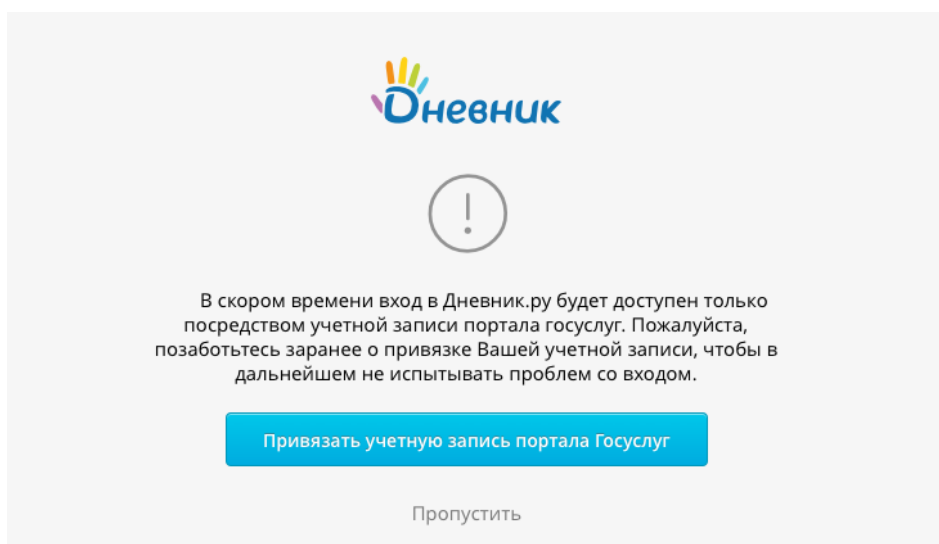 Дневник
В скором времени вход в Дневник.ру будет доступен только
посредством учетной записи портала госуслуг. Пожалуйста,
позаботьтесь заранее о привязке Вашей учетной записи, чтобы в
дальнейшем не испытывать проблем со входом.
Привязать учетную запись портала Госуслуг
Пропустить